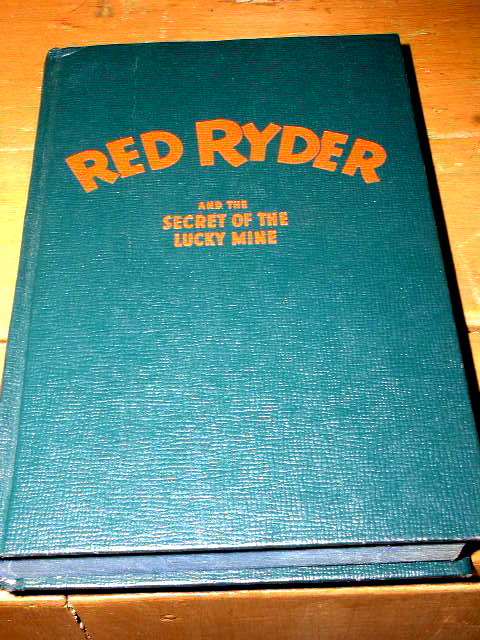 RED RYDER
AND THE
SECRET OF THE
LUCKY MINE